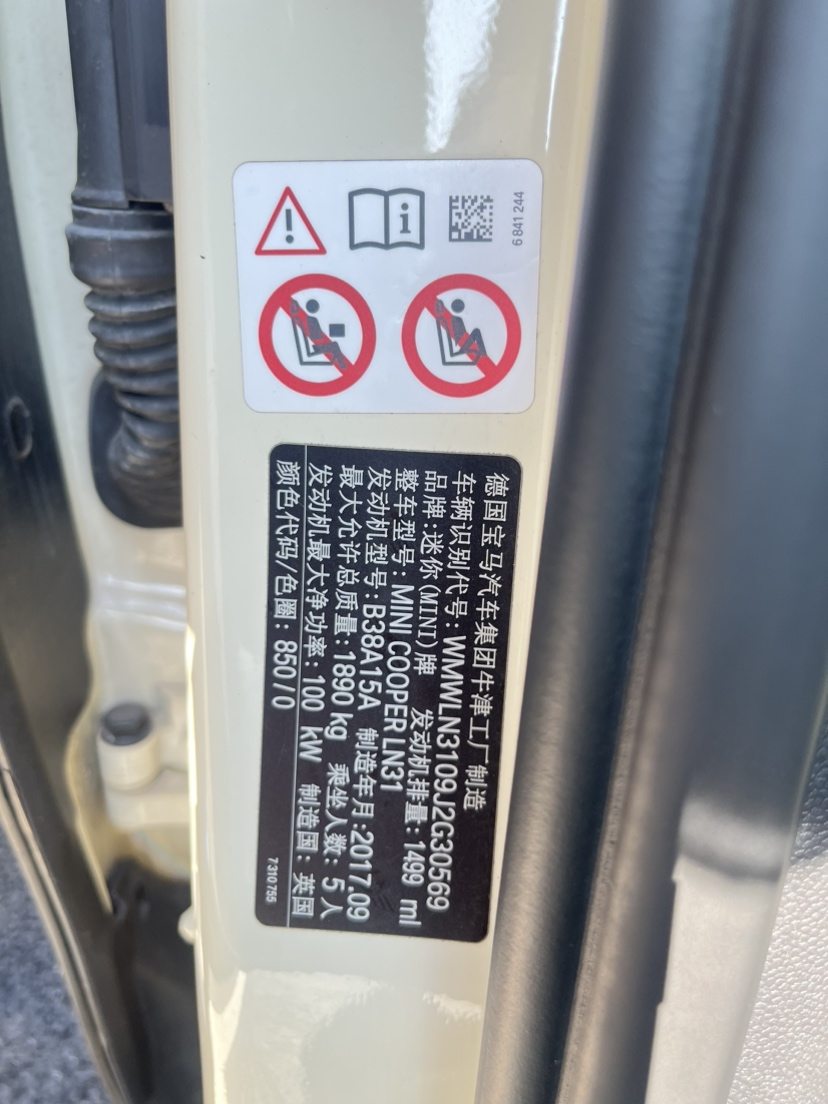 6 841 244
德国宝马汽车集团牛津工厂制造
车辆识别代号: WMWLN3109J2G30569
品牌:迷你(MINI)牌 发动机排量: 1499 ml
整车型号: MINI COOPER LN31
发动机型号: B38A15A 制造年月:2017.09
最大允许总质量: 1890 kg 乘坐人数: 5人
发动机最大净功率: 100 kW 制造国: 英国
颜色代码/色圈: 850/0
7 310 755